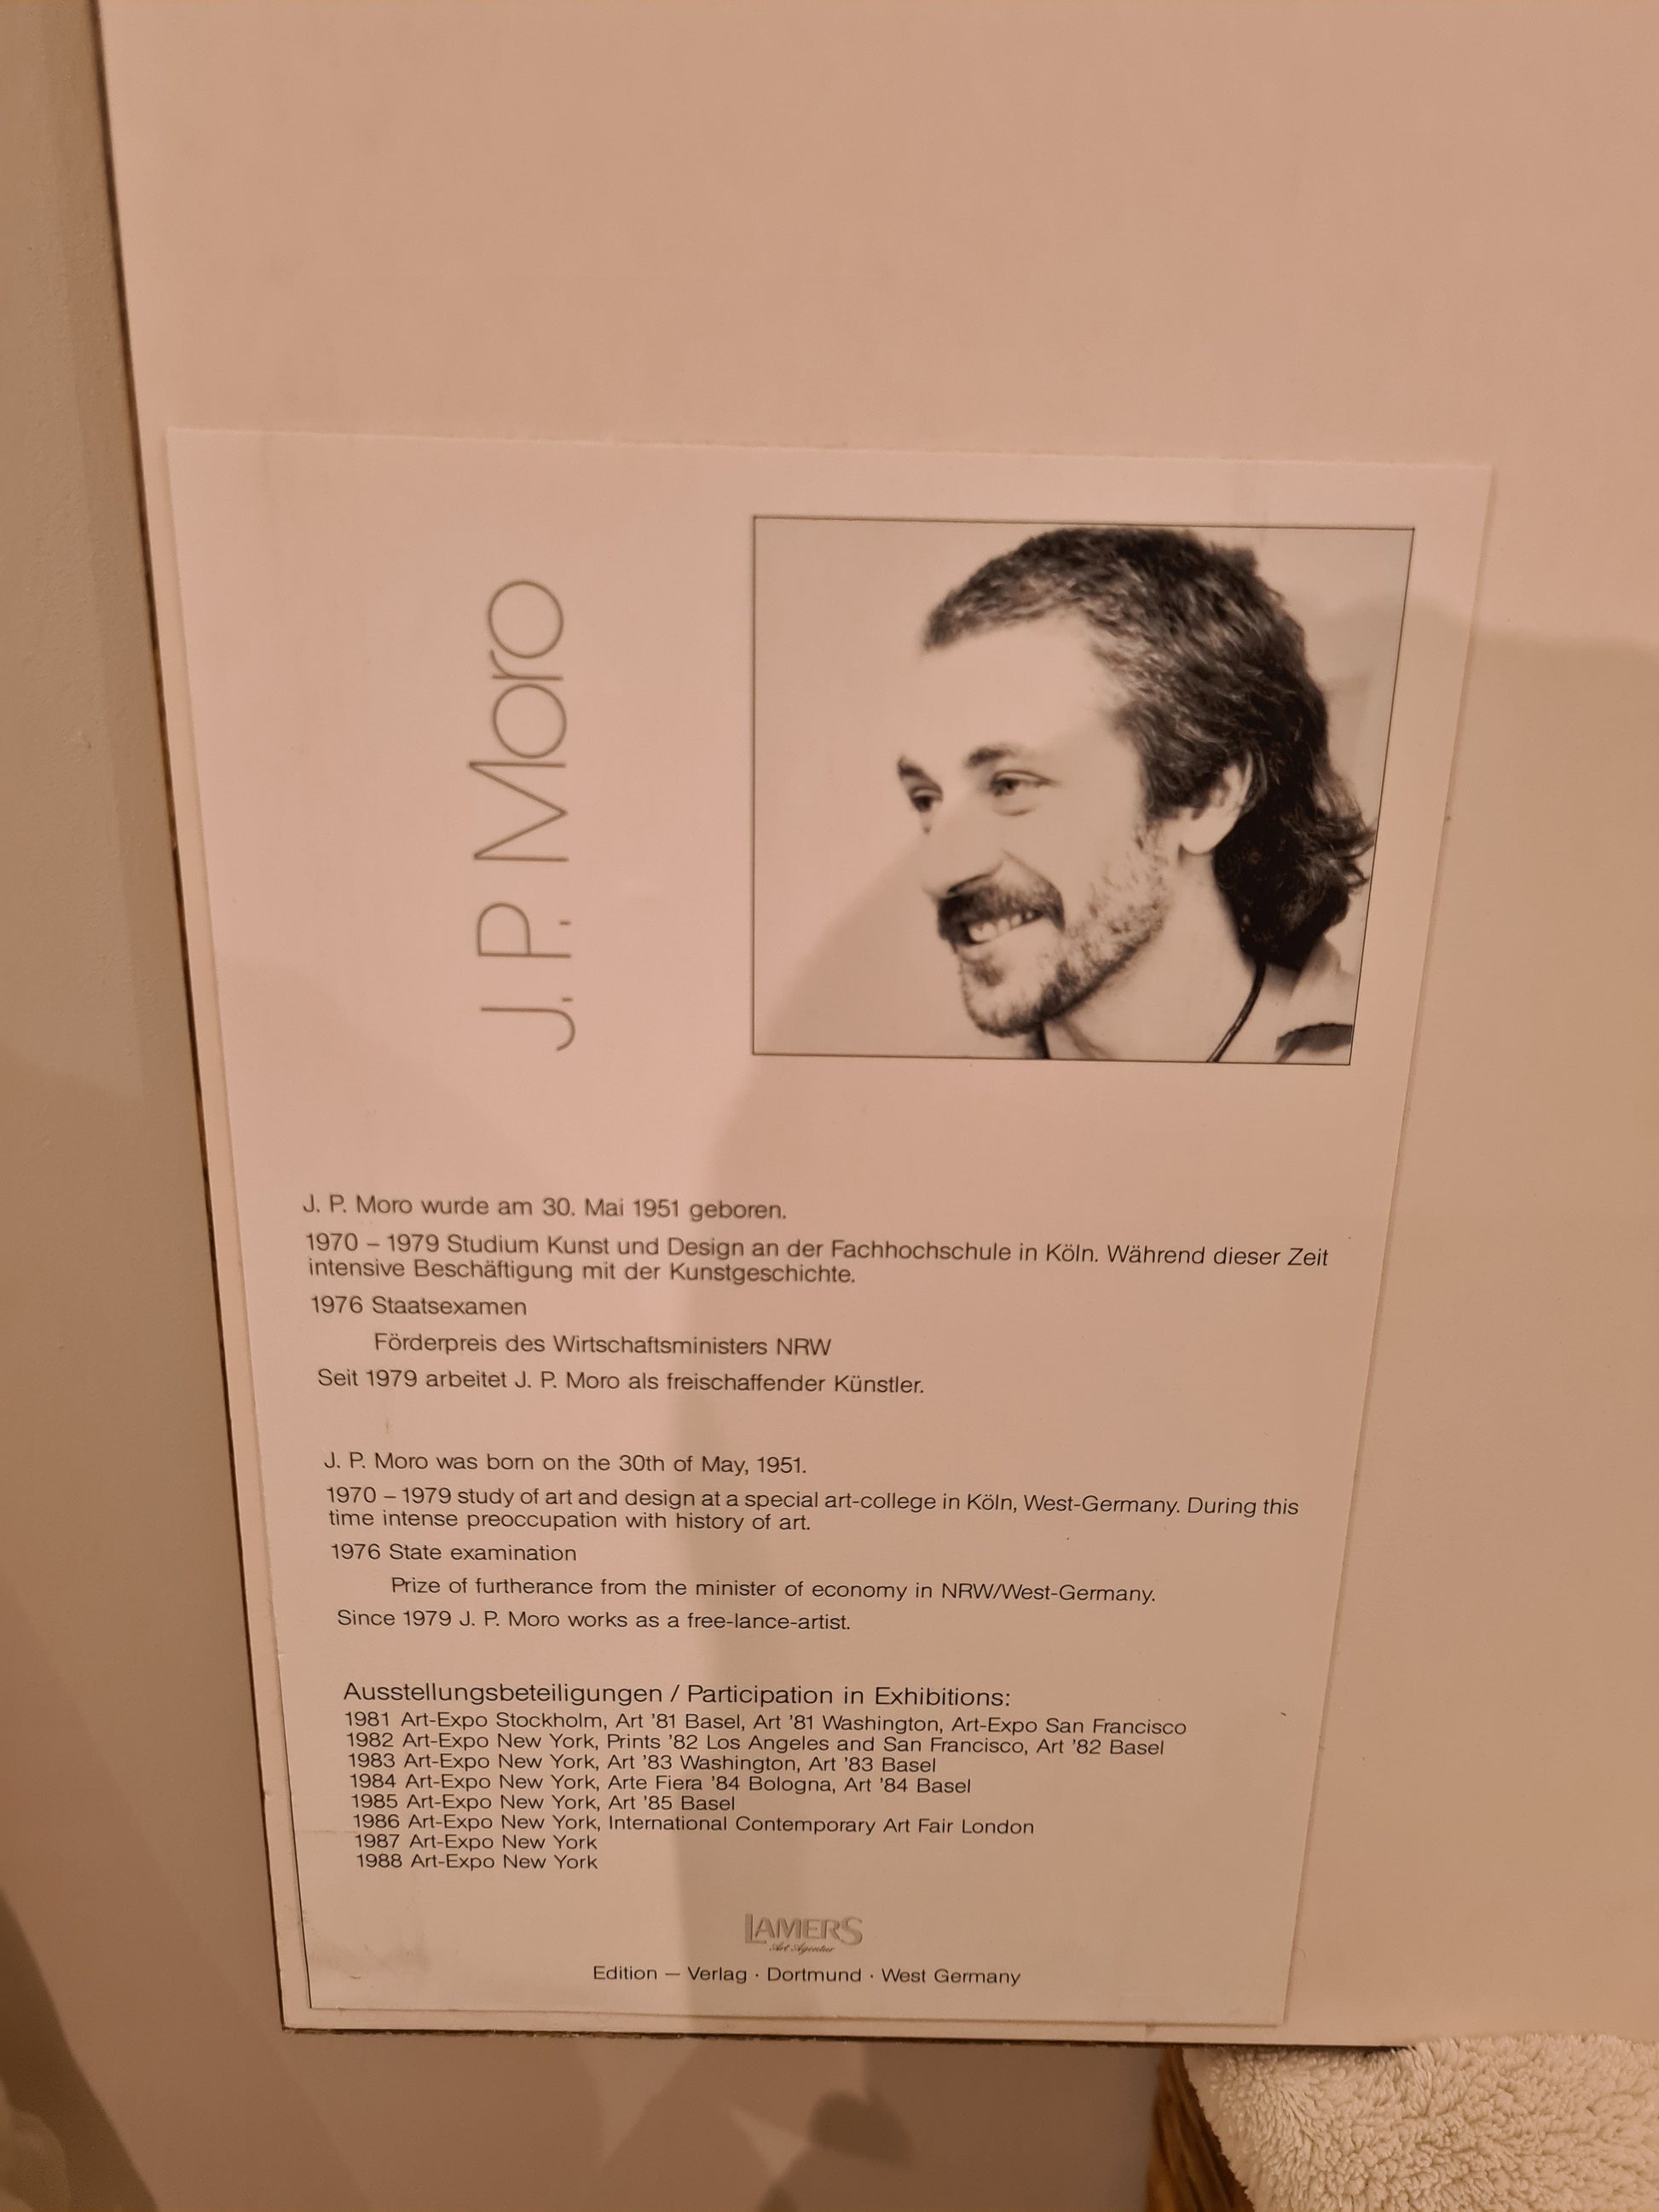 J. P. Moro
J. P. Moro wurde am 30. Mai 1951 geboren.
1970 – 1979 Studium Kunst und Design an der Fachhochschule in Köln. Während dieser Zeit
intensive Beschäftigung mit der Kunstgeschichte.
1976 Staatsexamen
Förderpreis des Wirtschaftsministers NRW
Seit 1979 arbeitet J. P. Moro als freischaffender Künstler.
J. P. Moro was born on the 30th of May, 1951.
1970 – 1979 study of art and design at a special art-college in Köln, West-Germany. During this
time intense preoccupation with history of art.
1976 State examination
Prize of furtherance from the minister of economy in NRW/West-Germany.
Since 1979 J. P. Moro works as a free-lance-artist.
Ausstellungsbeteiligungen / Participation in Exhibitions:
1981 Art-Expo Stockholm, Art '81 Basel, Art '81 Washington, Art-Expo San Francisco
1982 Art-Expo New York, Prints '82 Los Angeles and San Francisco, Art '82 Basel
1983 Art-Expo New York, Art '83 Washington, Art '83 Basel
1984 Art-Expo New York, Arte Fiera '84 Bologna, Art '84 Basel
1985 Art-Expo New York, Art '85 Basel
1986 Art-Expo New York, International Contemporary Art Fair London
1987 Art-Expo New York
1988 Art-Expo New York
LAMERS
Art Agentur
Edition — Verlag · Dortmund · West Germany